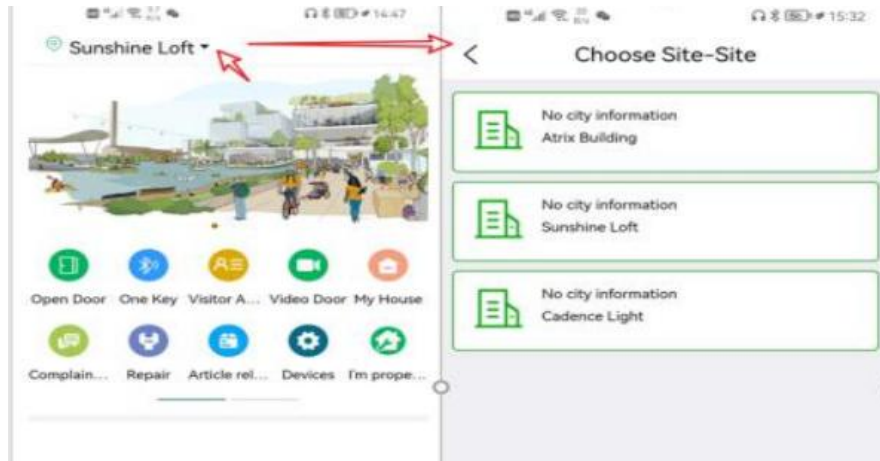 14:47
Sunshine Loft
Open Door One Key Visitor A... Video Door My House
Complain... Repair Article rel... Devices I'm prope...
15:32
Choose Site-Site
No city information
Atrix Building
No city information
Sunshine Loft
No city information
Cadence Light